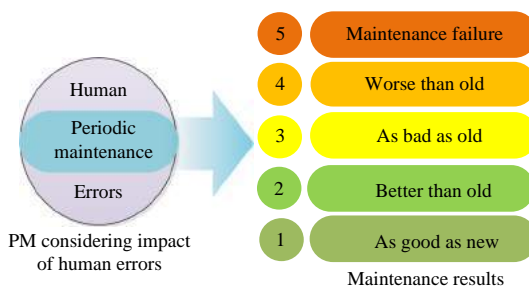 Human
Periodic
maintenance
Errors
PM considering impact
of human errors
5 Maintenance failure
4 Worse than old
3 As bad as old
2 Better than old
1 As good as new
Maintenance results